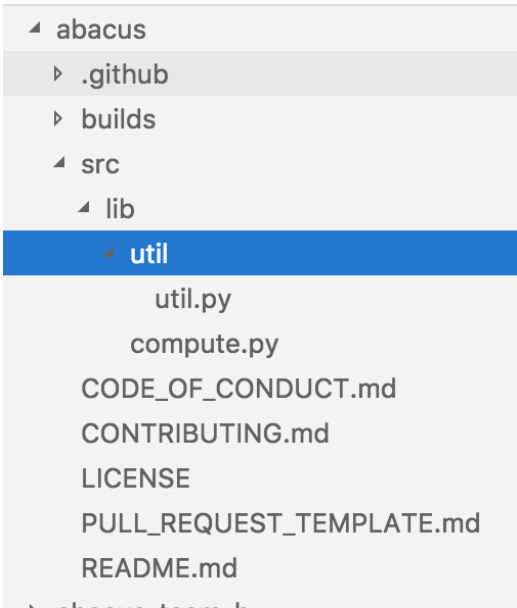 abacus
.github
builds
src
lib
util
util.py
compute.py
CODE_OF_CONDUCT.md
CONTRIBUTING.md
LICENSE
PULL_REQUEST_TEMPLATE.md
README.md